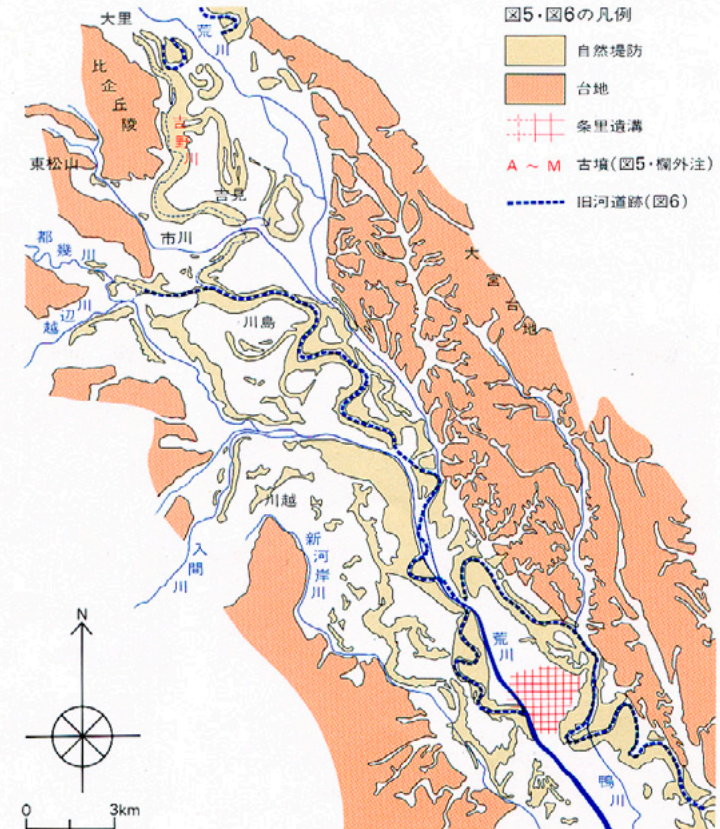 図5・図6の凡例
自然堤防
台地
条里遺溝
A ~ M 古墳(図5・欄外注)
旧河道跡(図6)
大里
荒川
比企丘陵
吉野川
東松山
吉見
市川
都幾川
越辺川
川島
大宮台地
川越
入間川
新河岸川
荒川
鴨川
N
0 3km